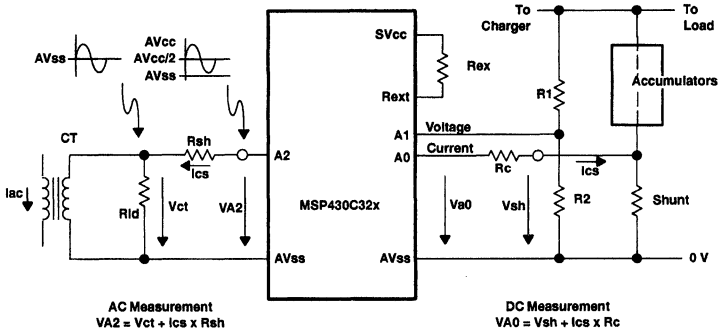 To
Charger
To
Load
AVcc
AVss
AVcc/2
AVss
SVcc
Rex
Rext
R1
Accumulators
CT
Rsh
A1
Voltage
A2
A0
Current
Ics
Rc
Ics
Iac
Rld
Vct
VA2
MSP430C32x
Va0
Vsh
R2
Shunt
AVss
AVss
0 V
AC Measurement
VA2 = Vct + Ics x Rsh
DC Measurement
VA0 = Vsh + Ics x Rc